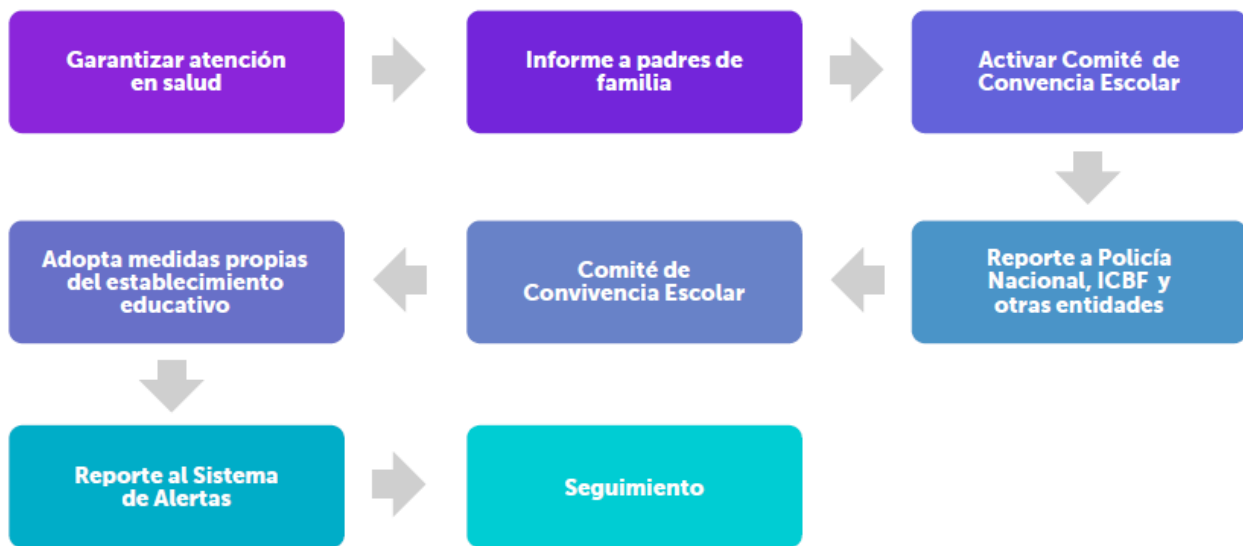 Garantizar atención
en salud
Informe a padres de
familia
Activar Comité de
Convencia Escolar
Reporte a Policía
Nacional, ICBF y
otras entidades
Comité de
Convivencia Escolar
Adopta medidas propias
del establecimiento
educativo
Reporte al Sistema
de Alertas
Seguimiento